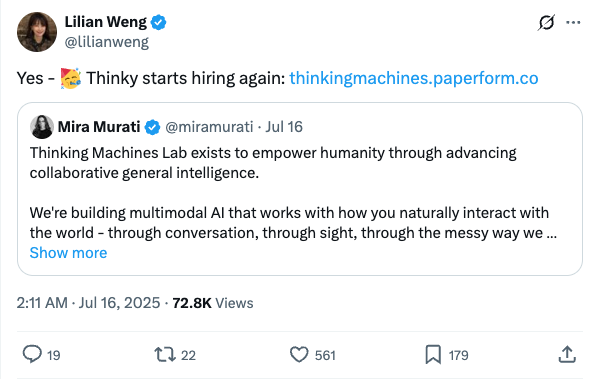 Lilian Weng
@lilianweng
Yes - 🥳 Thinky starts hiring again: thinkingmachines.paperform.co
Mira Murati @miramurati · Jul 16
Thinking Machines Lab exists to empower humanity through advancing
collaborative general intelligence.
We're building multimodal AI that works with how you naturally interact with
the world - through conversation, through sight, through the messy way we ...
Show more
2:11 AM · Jul 16, 2025 · 72.8K Views
19 22 561 179